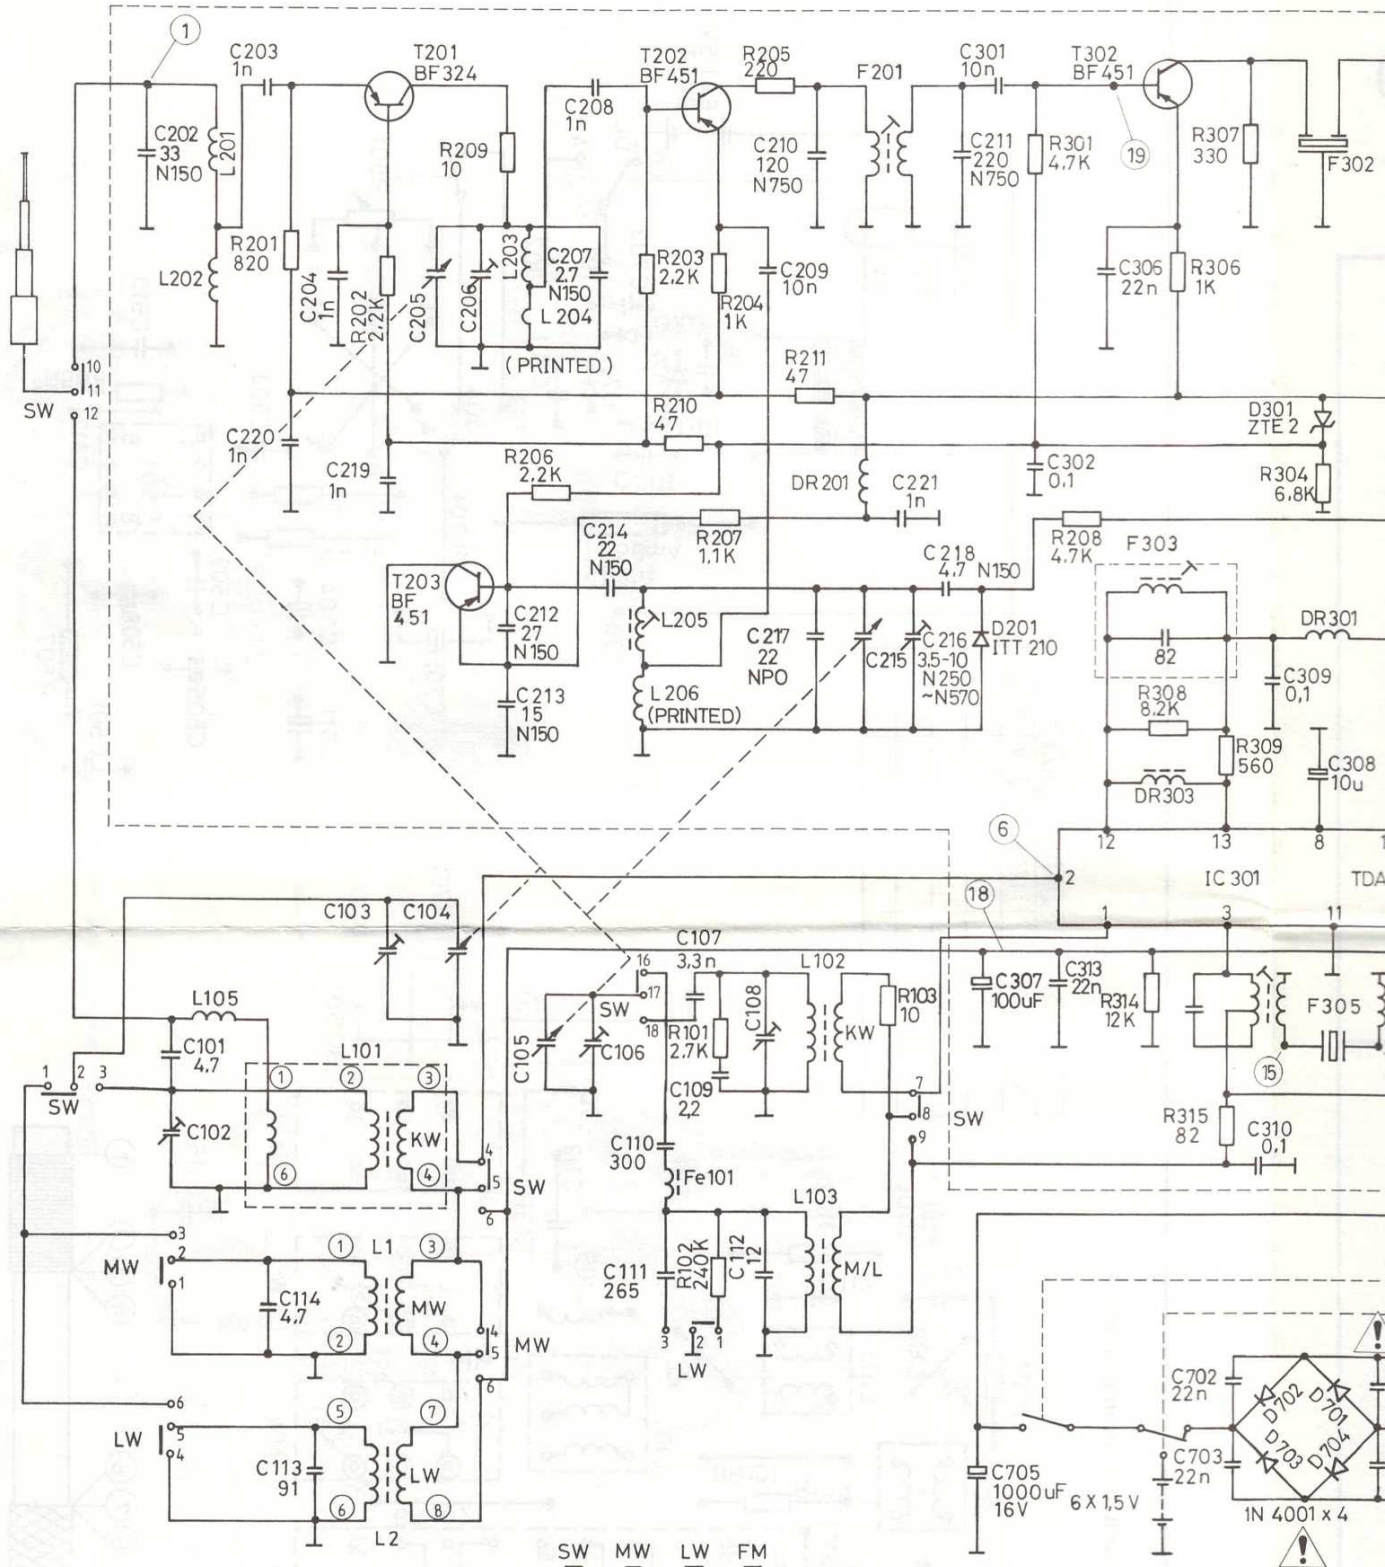 1
C203
1n
T201
BF324
T202
BF451
R205
220
F201
C301
10n
T302
BF451
C202
33
N150
L201
R209
10
C208
1n
C210
120
N750
C211
220
N750
R301
4.7K
19
R307
330
F302
L202
R201
820
C204
1n
R202
2,2K
C205
C206
L203
C207
2,7
N150
L204
(PRINTED)
R203
2,2K
R204
1K
C209
10n
C306
22n
R306
1K
10
11
12
SW
R211
47
R210
47
D301
ZTE 2
C220
1n
C219
1n
R206
2,2K
DR201
C221
1n
C302
0,1
R304
6,8K
C214
22
N150
R207
1,1K
C218
4,7
N150
R208
4.7K
F303
T203
BF
451
C212
27
N150
L205
C217
22
NPO
C215
C216
3.5-10
N250
~N570
D201
ITT 210
82
DR301
C309
0,1
C213
15
N150
L206
(PRINTED)
R308
8,2K
R309
560
C308
10u
DR303
6
12
13
8
1
2
IC301
TDA
18
1
3
11
C103
C104
C107
3,3n
L102
16
17
18
SW
C307
100uF
C313
22n
R314
12K
F305
L105
C101
4.7
L101
C105
C106
R101
2.7K
C108
KW
R103
10
C109
2,2
15
1
2
3
SW
1
2
3
C102
KW
6
4
4
5
6
SW
7
8
9
SW
R315
82
C310
0,1
C110
300
Fe101
L103
3
2
1
MW
1
L1
3
C111
265
R102
240K
C112
12
M/L
C114
4,7
MW
2
4
4
5
6
MW
3
2
1
LW
C702
22n
D702
D701
6
5
4
LW
5
7
D703
D704
C703
22n
C113
91
LW
6
8
L2
C705
1000uF
16V
6 X 1,5 V
1N 4001 x 4
!
!
SW MW LW FM